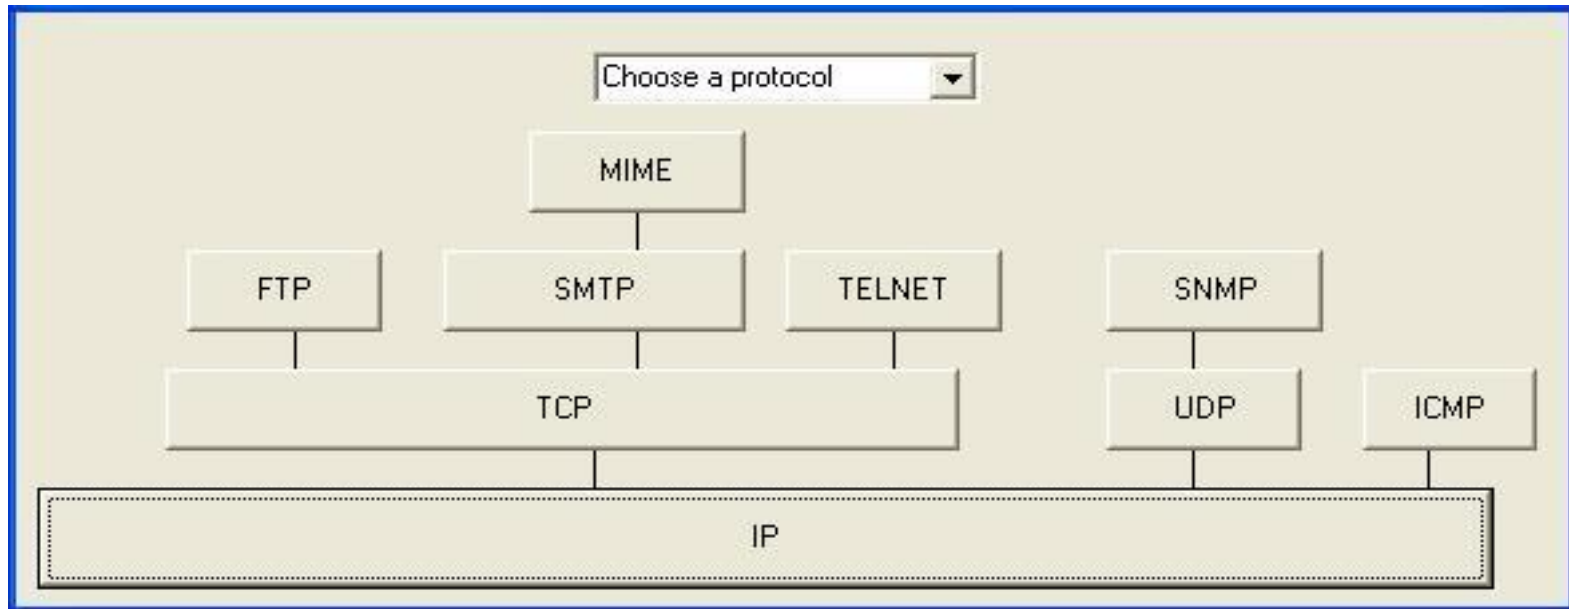 Choose a protocol
MIME
FTP SMTP TELNET SNMP
TCP UDP ICMP
IP